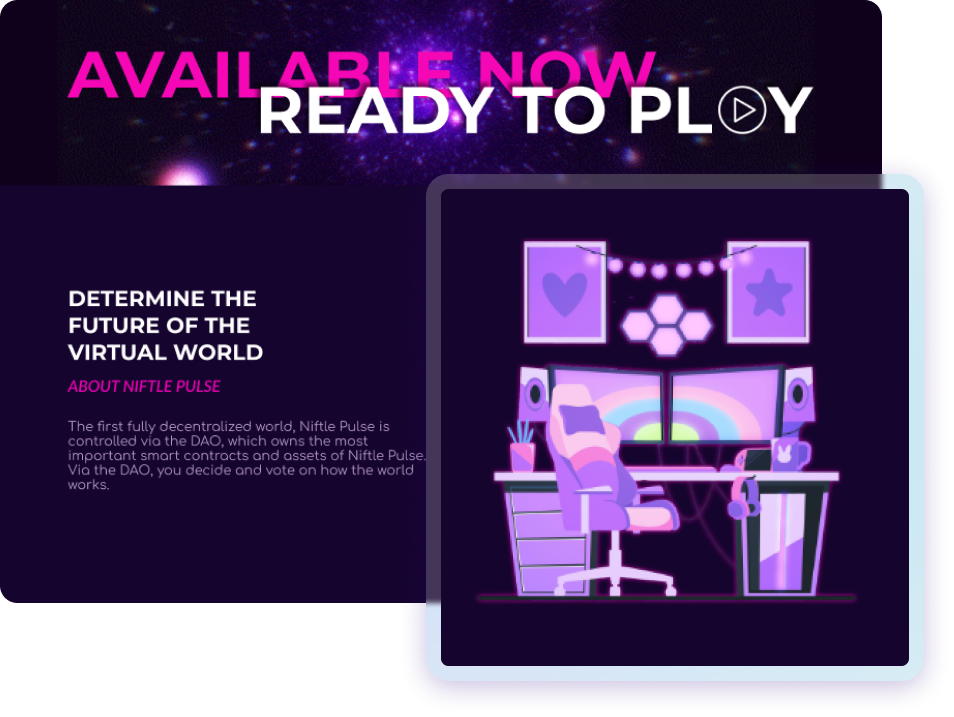 AVAILABLE NOW
READY TO PLAY
DETERMINE THE
FUTURE OF THE
VIRTUAL WORLD
ABOUT NIFTLE PULSE
The first fully decentralized world, Niftle Pulse is
controlled via the DAO, which owns the most
important smart contracts and assets of Niftle Pulse.
Via the DAO, you decide and vote on how the world
works.